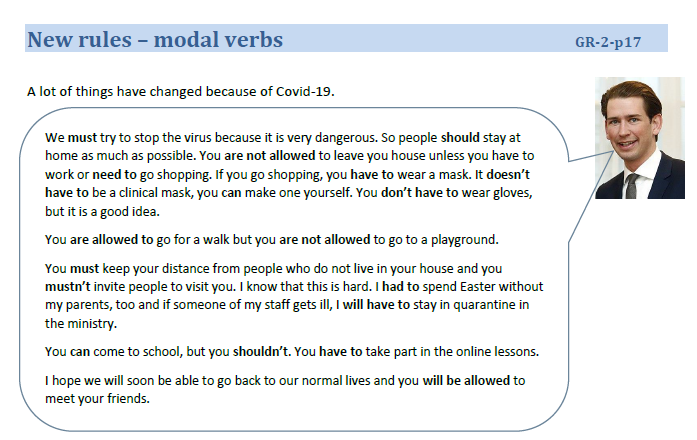 New rules – modal verbs GR-2-p17
A lot of things have changed because of Covid-19.
We must try to stop the virus because it is very dangerous. So people should stay at
home as much as possible. You are not allowed to leave you house unless you have to
work or need to go shopping. If you go shopping, you have to wear a mask. It doesn't
have to be a clinical mask, you can make one yourself. You don't have to wear gloves,
but it is a good idea.
You are allowed to go for a walk but you are not allowed to go to a playground.
You must keep your distance from people who do not live in your house and you
mustn't invite people to visit you. I know that this is hard. I had to spend Easter without
my parents, too and if someone of my staff gets ill, I will have to stay in quarantine in
the ministry.
You can come to school, but you shouldn't. You have to take part in the online lessons.
I hope we will soon be able to go back to our normal lives and you will be allowed to
meet your friends.